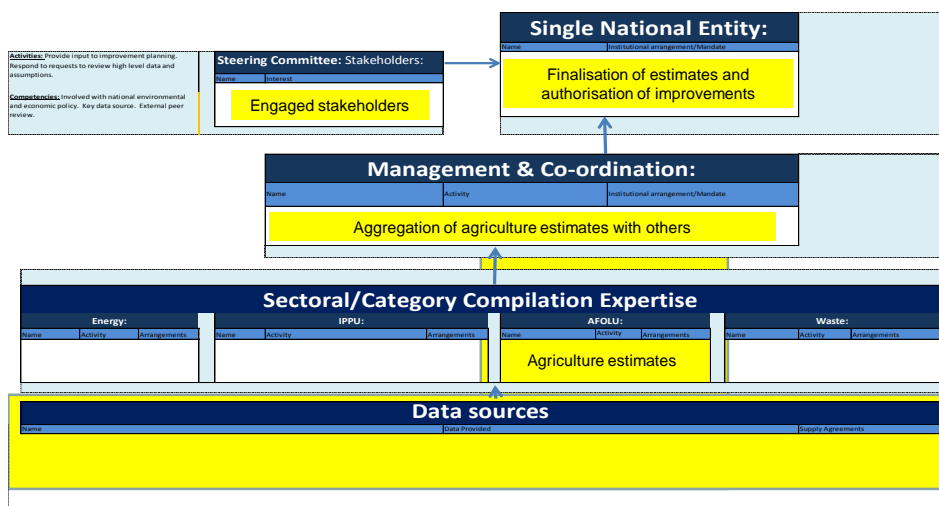 Single National Entity:
Name Institutional arrangement/Mandate
Finalisation of estimates and
authorisation of improvements
Activities: Provide input to improvement planning.
Respond to requests to review high level data and
assumptions.
Competencies: Involved with national environmental
and economic policy. Key data source. External peer
review.
Steering Committee: Stakeholders:
Name Interest
Engaged stakeholders
Management & Co-ordination:
Name Activity Institutional arrangement/Mandate
Aggregation of agriculture estimates with others
Sectoral/Category Compilation Expertise
Energy: IPPU: AFOLU: Waste:
Name Activity Arrangements Name Activity Arrangements Name Activity Arrangements Name Activity Arrangements
Agriculture estimates
Data sources
Name Data Provided Supply Agreements